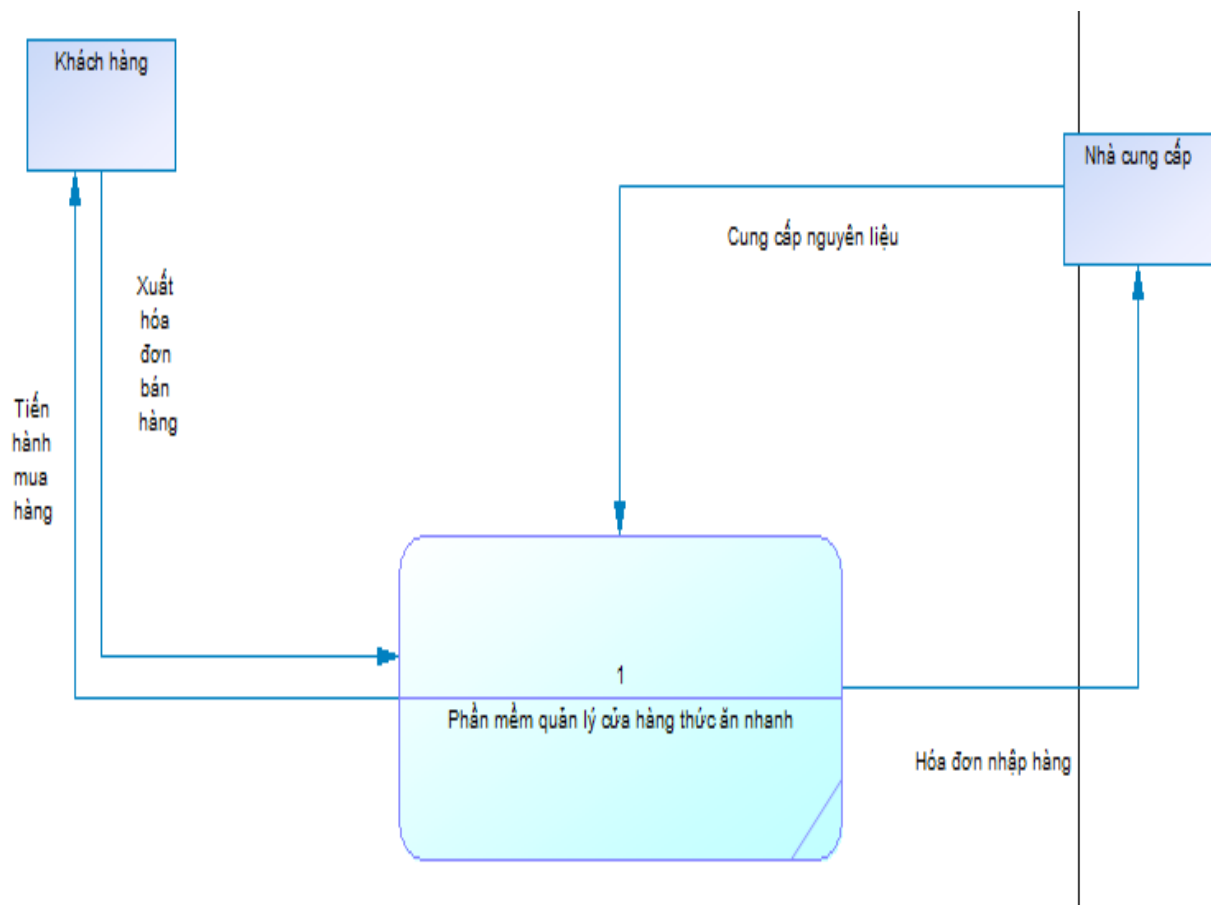 Khách hàng
Nhà cung cấp
Cung cấp nguyên liệu
Xuất
hóa
đơn
bán
hàng
Tiến
hành
mua
hàng
1
Phần mềm quản lý cửa hàng thức ăn nhanh
Hóa đơn nhập hàng